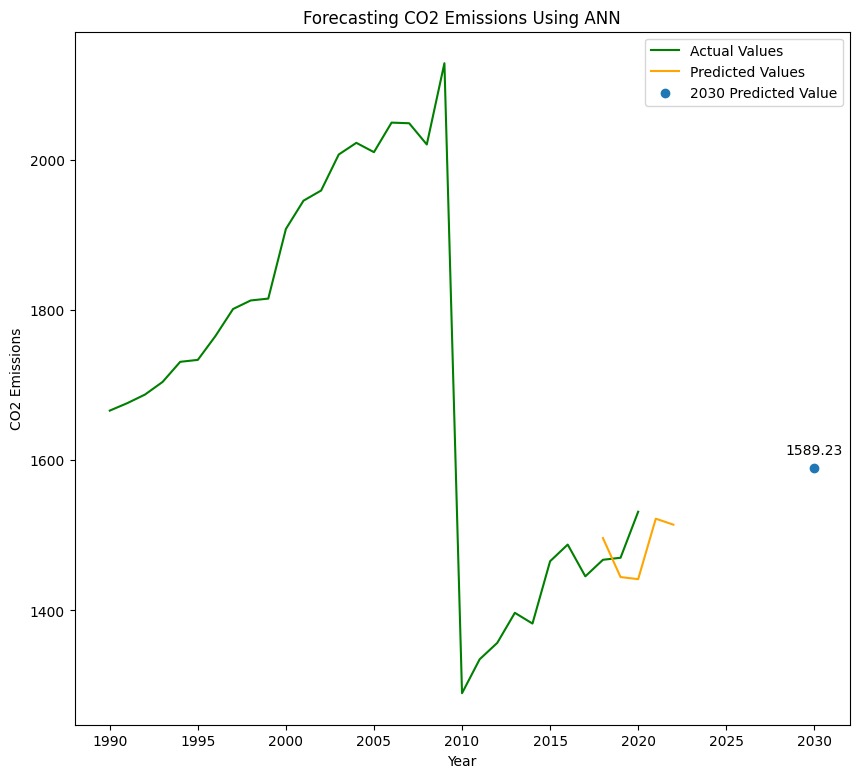 Forecasting CO2 Emissions Using ANN
Actual Values
Predicted Values
2030 Predicted Value
CO2 Emissions
2000
1800
1600
1400
1589.23
1990 1995 2000 2005 2010 2015 2020 2025 2030
Year